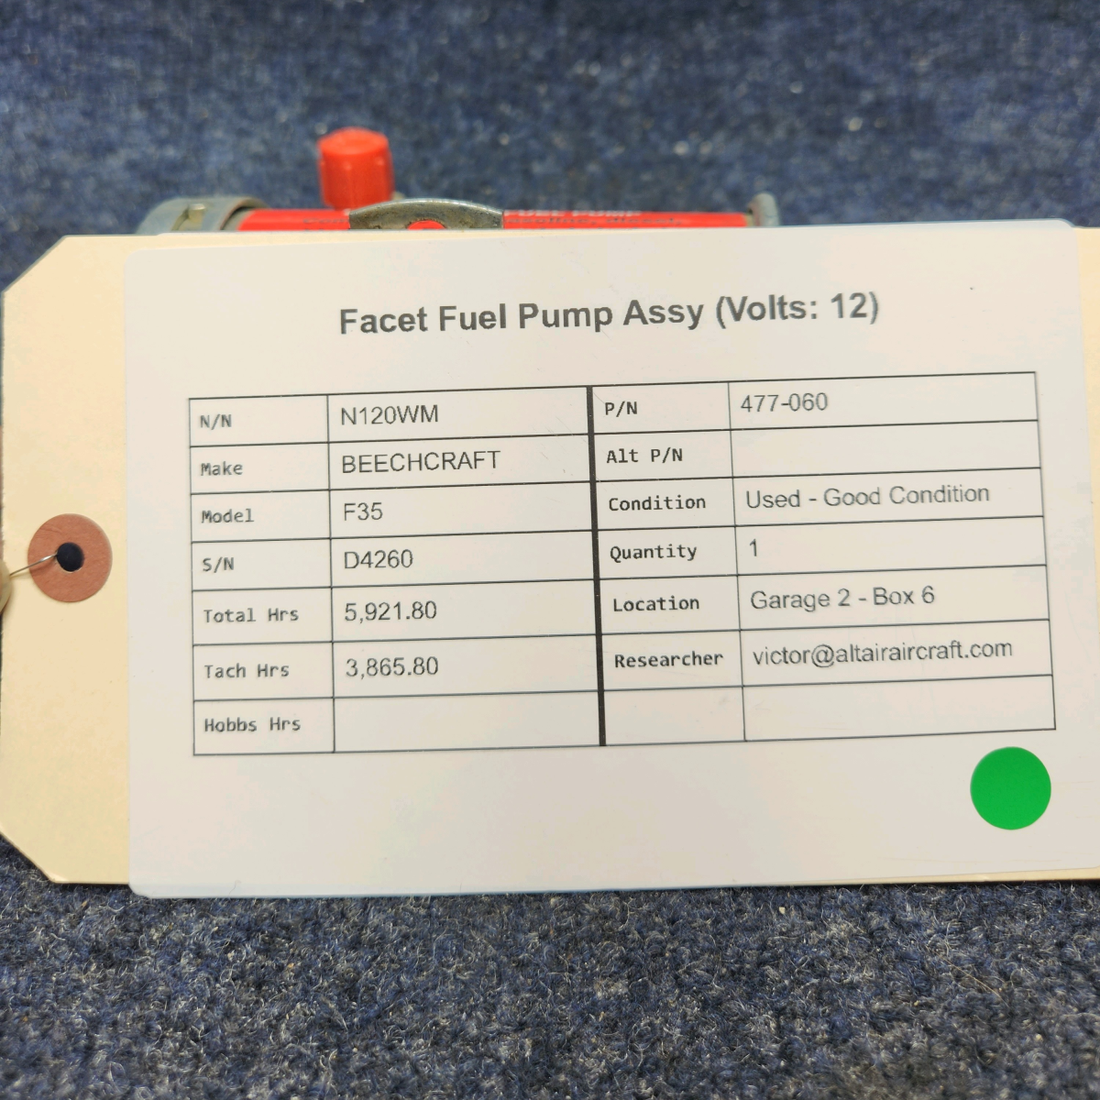 Facet Fuel Pump Assy (Volts: 12)
N/N N120WM P/N 477-060
Make BEECHCRAFT Alt P/N
Model F35 Condition Used - Good Condition
S/N D4260 Quantity 1
Total Hrs 5,921.80 Location Garage 2 - Box 6
Tach Hrs 3,865.80 Researcher victor@altairaircraft.com
Hobbs Hrs